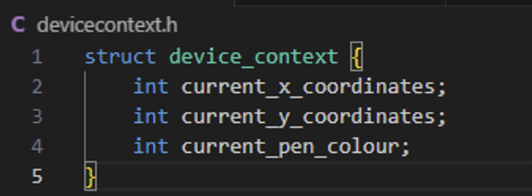 C devicecontext.h
1 struct device_context {
2 int current_x_coordinates;
3 int current_y_coordinates;
4 int current_pen_colour;
5 }